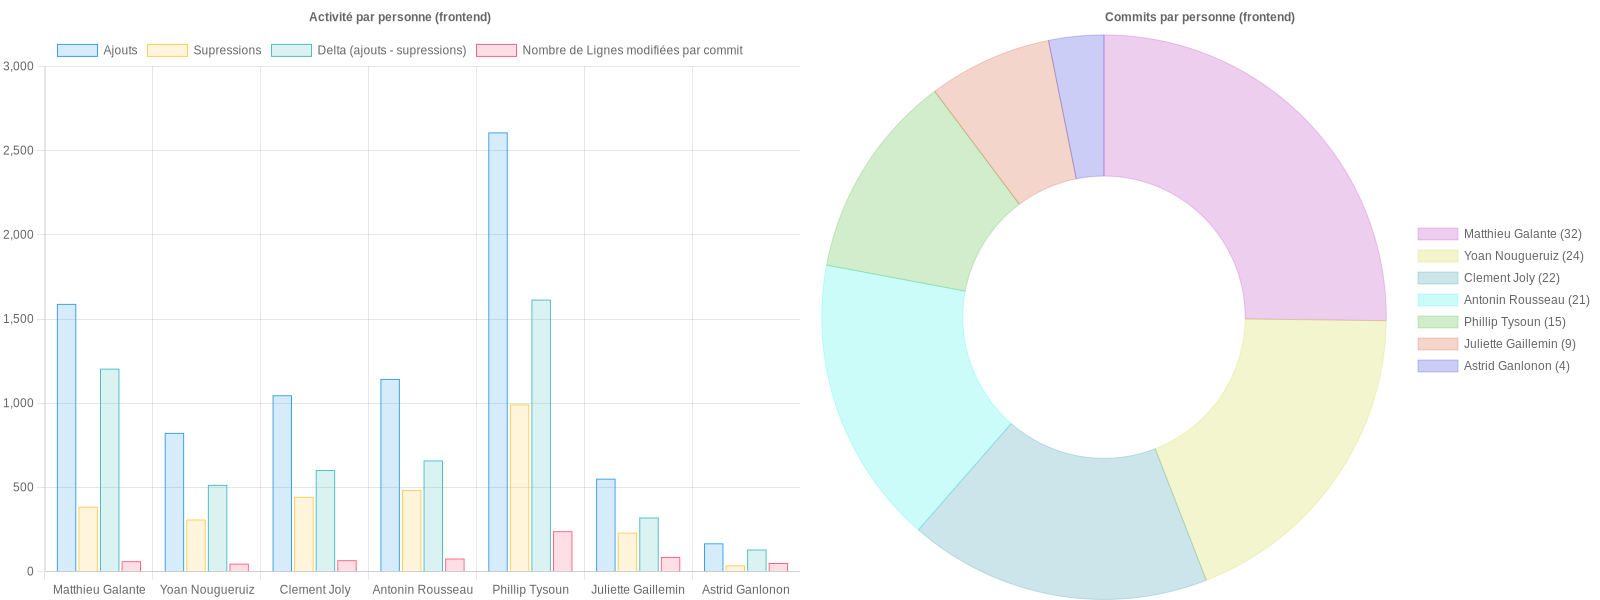 Activité par personne (frontend)
Ajouts
Supressions
Delta (ajouts - supressions)
Nombre de Lignes modifiées par commit
3,000
2,500
2,000
1,500
1,000
500
0
Matthieu Galante
Yoan Nougueruiz
Clement Joly
Antonin Rousseau
Phillip Tysoun
Juliette Gaillemin
Astrid Ganlonon
Commits par personne (frontend)
Matthieu Galante (32)
Yoan Nougueruiz (24)
Clement Joly (22)
Antonin Rousseau (21)
Phillip Tysoun (15)
Juliette Gaillemin (9)
Astrid Ganlonon (4)